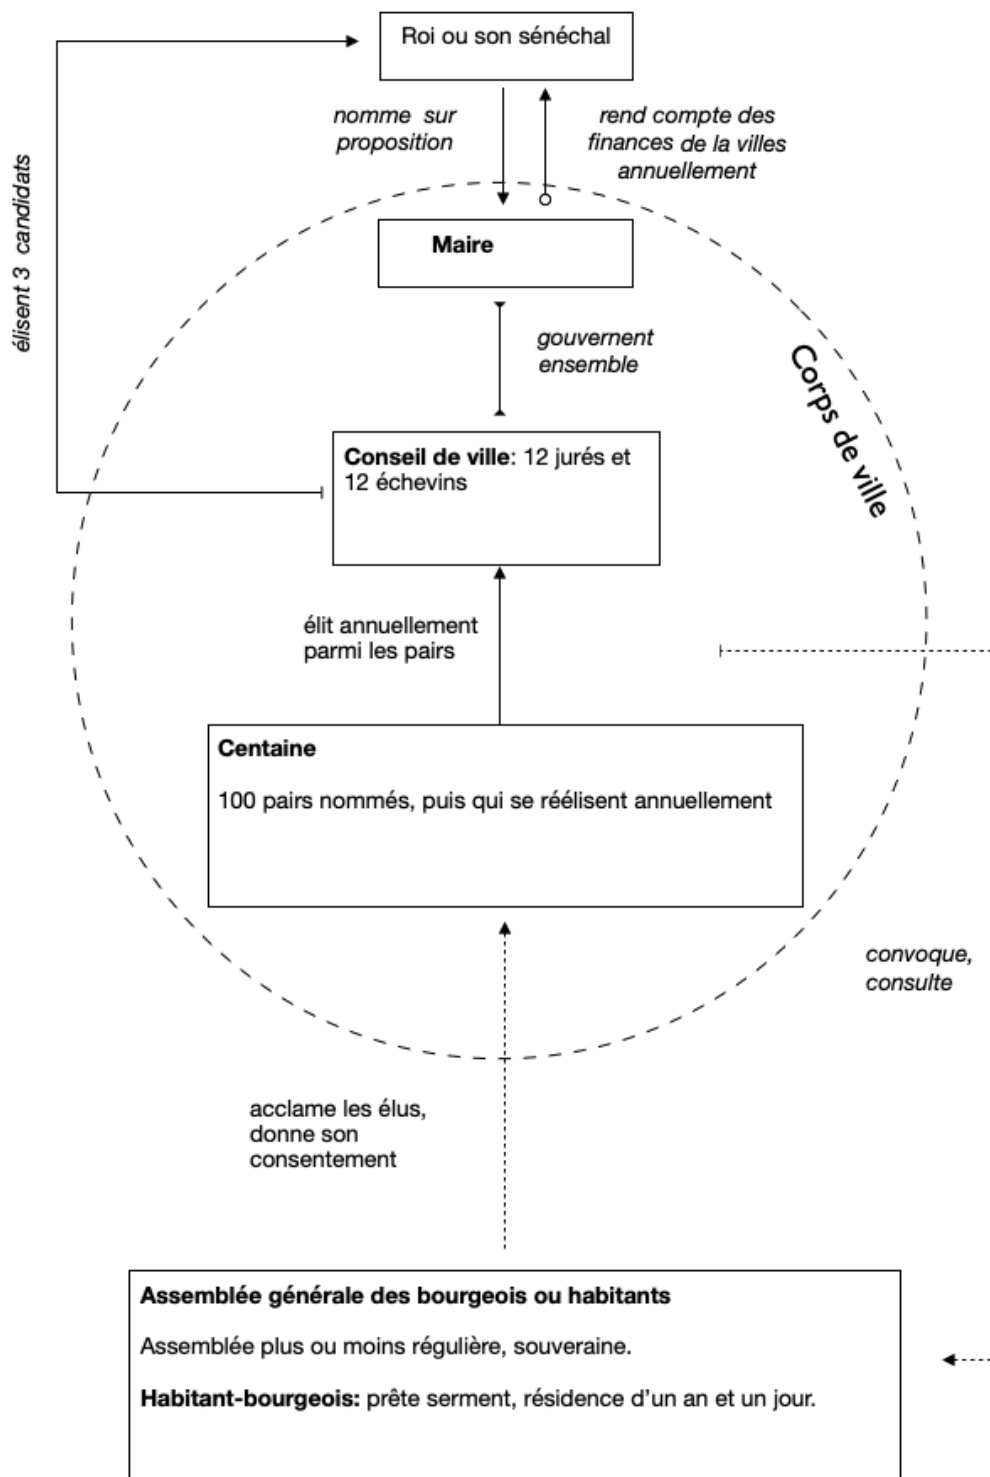 Roi ou son sénéchal
nomme sur
proposition
rend compte des
finances de la villes
annuellement
élisent 3 candidats
Maire
gouvernent
ensemble
Corps de ville
Conseil de ville: 12 jurés et
12 échevins
élit annuellement
parmi les pairs
Centaine
100 pairs nommés, puis qui se réélisent annuellement
convoque,
consulte
acclame les élus,
donne son
consentement
Assemblée générale des bourgeois ou habitants
Assemblée plus ou moins régulière, souveraine.
Habitant-bourgeois: prête serment, résidence d'un an et un jour.